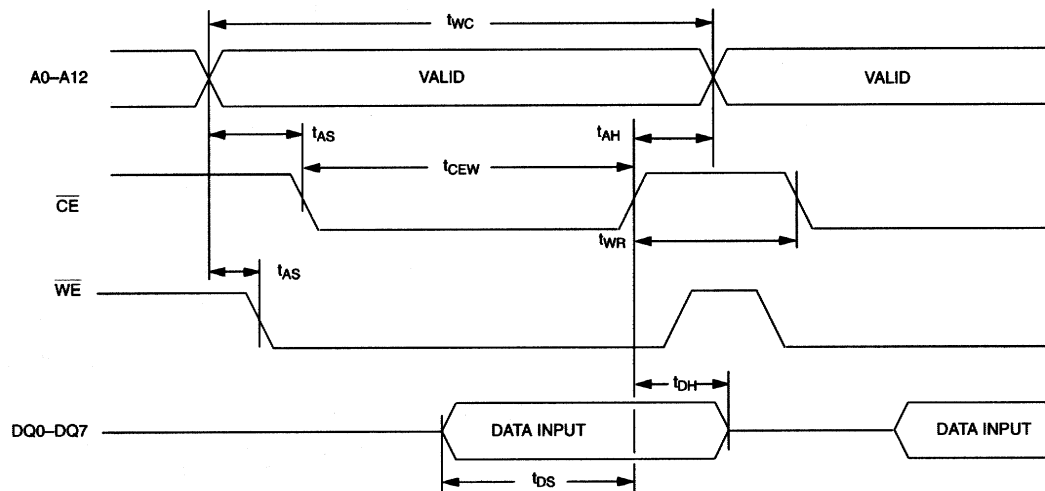 tWC
A0–A12
VALID
VALID
tAS
tAH
tCEW
CE
tWR
tAS
WE
tDH
DQ0–DQ7
DATA INPUT
DATA INPUT
tDS